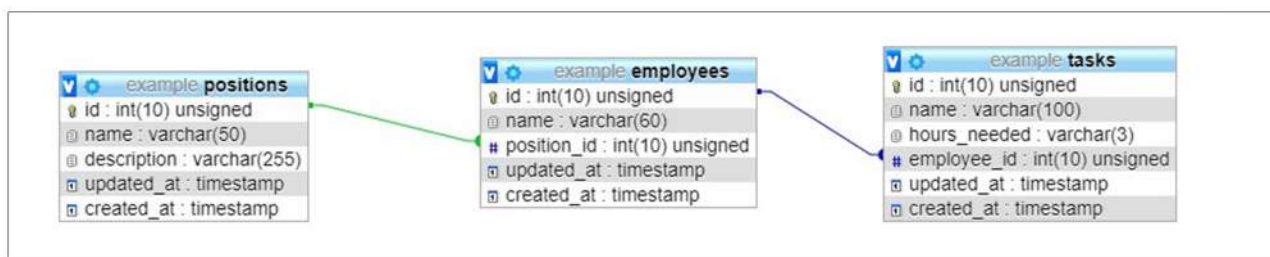 example positions
id : int(10) unsigned
name : varchar(50)
description : varchar(255)
updated_at : timestamp
created_at : timestamp
example employees
id : int(10) unsigned
name : varchar(60)
# position_id : int(10) unsigned
updated_at : timestamp
created_at : timestamp
example tasks
id : int(10) unsigned
name : varchar(100)
hours_needed : varchar(3)
# employee_id : int(10) unsigned
updated_at : timestamp
created_at : timestamp